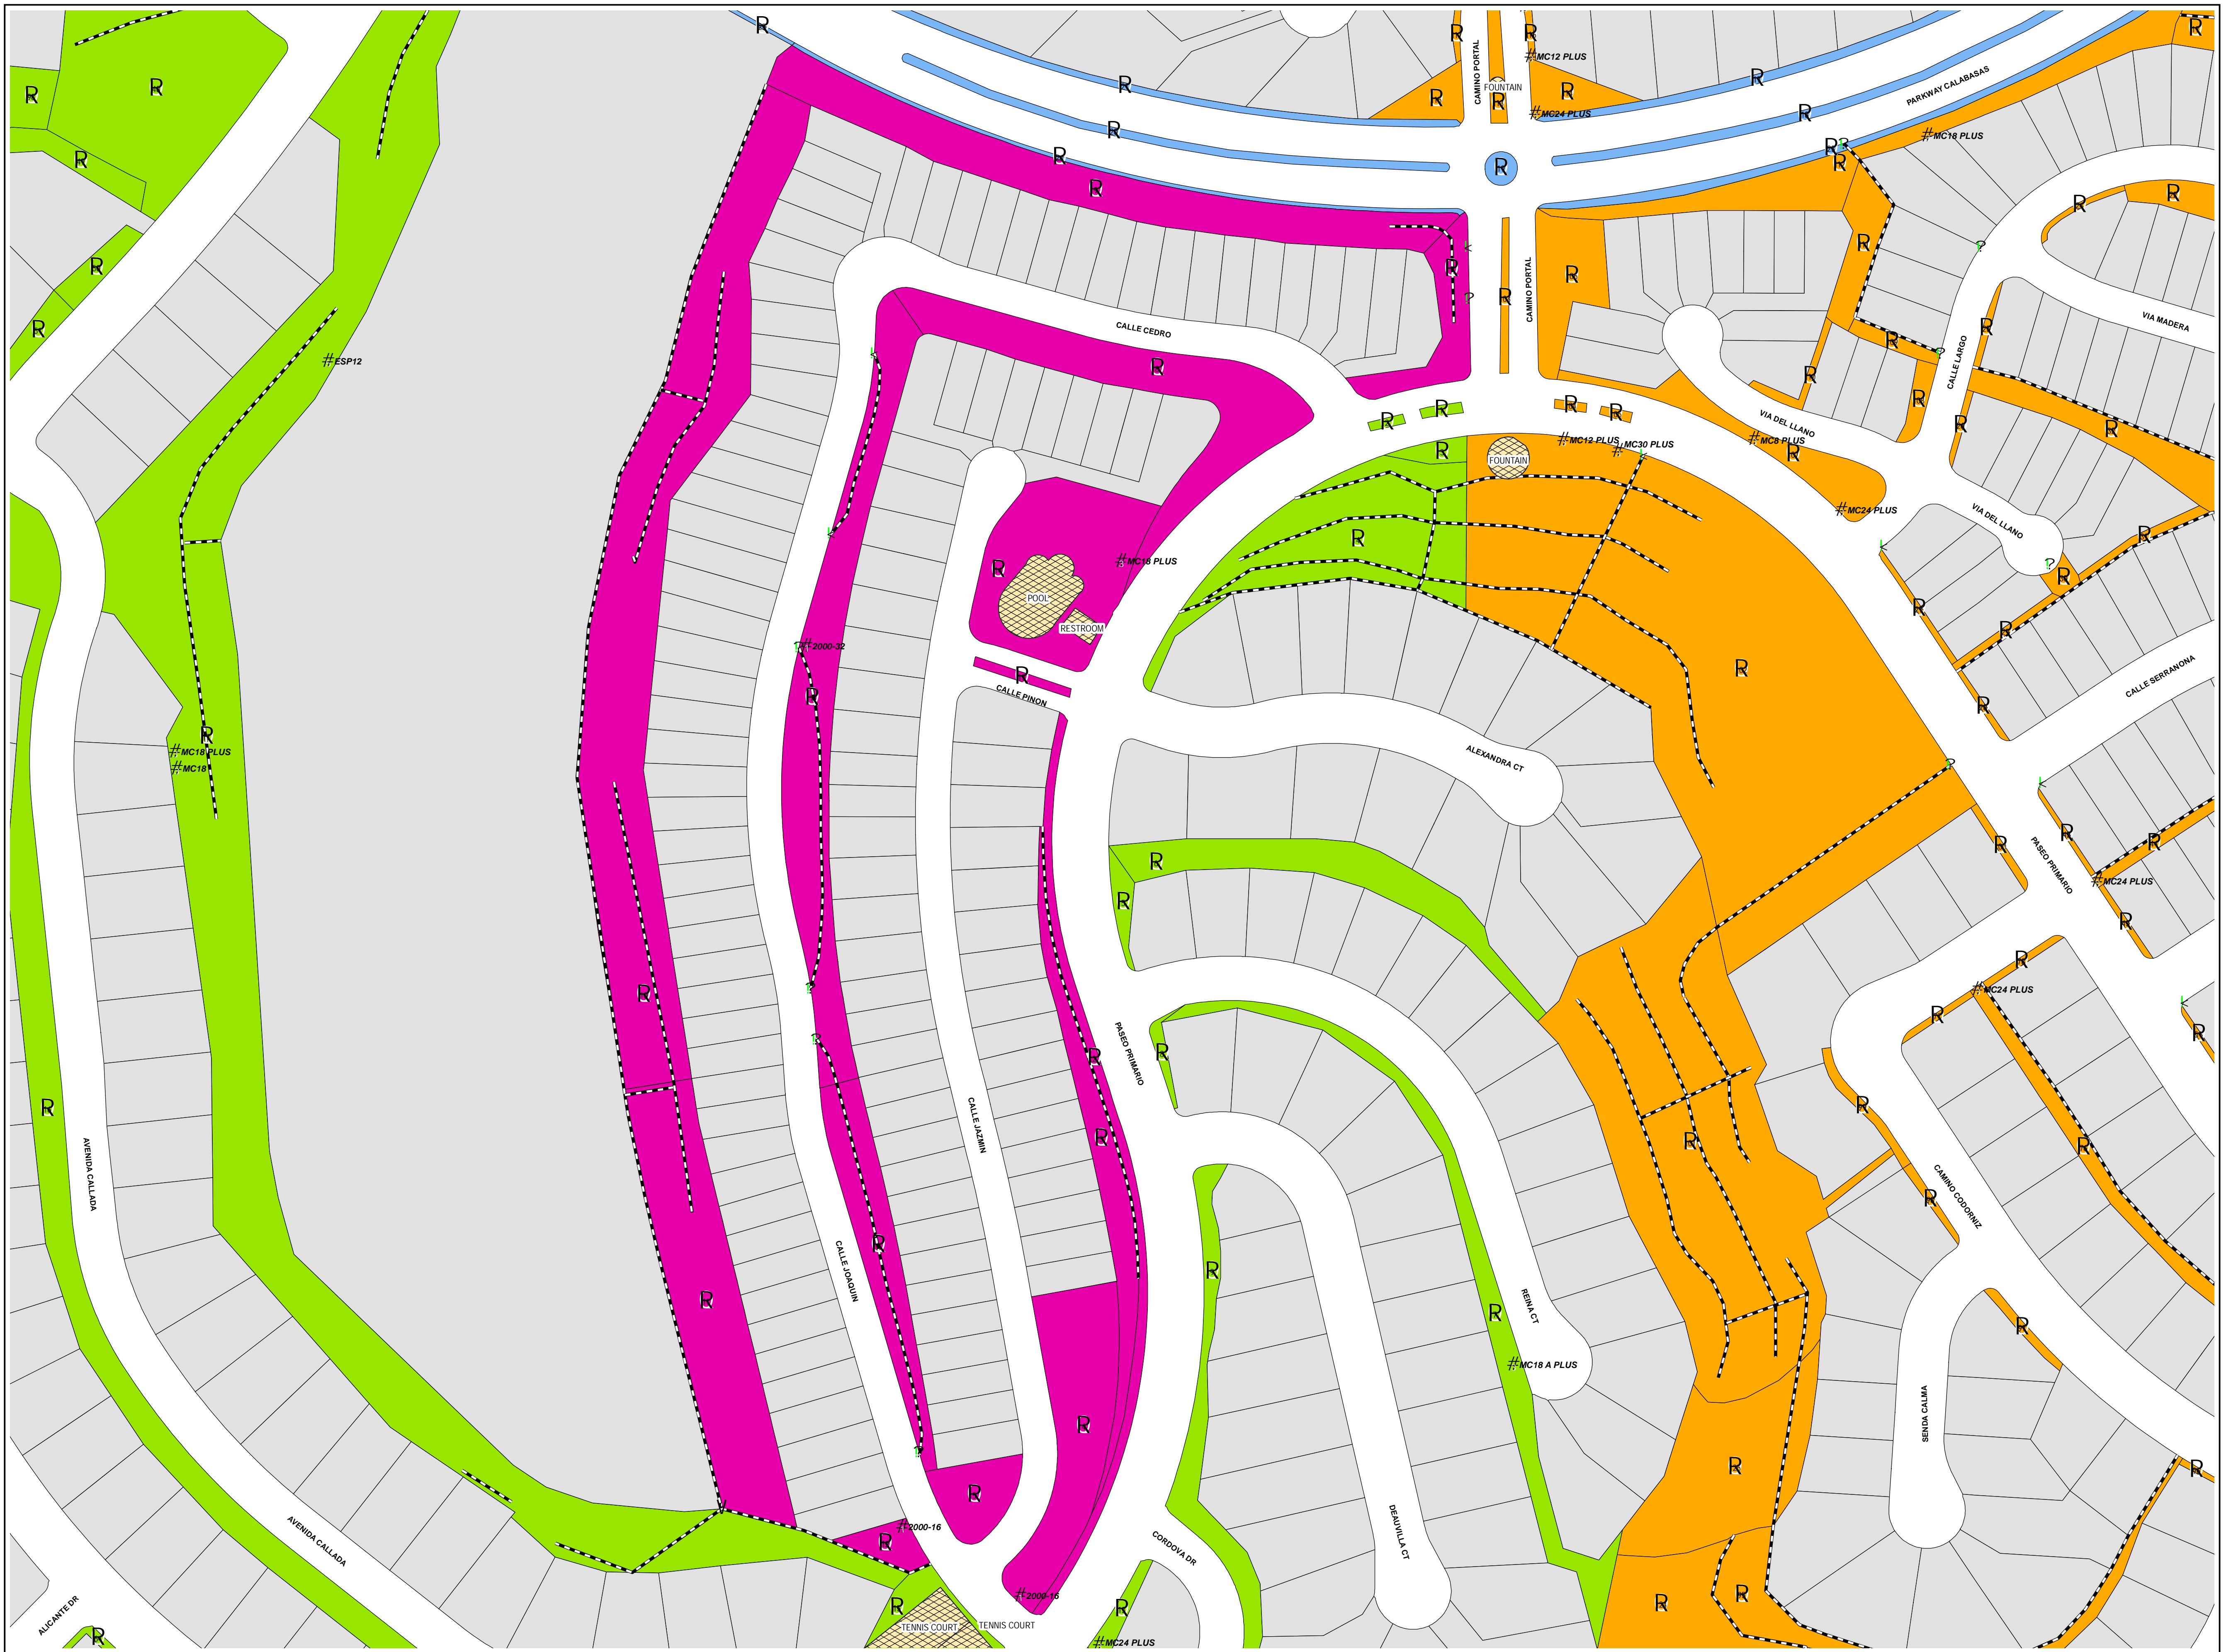 R
R
R
R
R
R
CAMINO PORTAL
#MC12 PLUS
FOUNTAIN
R
R
R
R
R
R
#MC24 PLUS
PARKWAY CALABASAS
R
#MC18 PLUS
R
R
R
R
R
R
R
R
R
R
R
R
R
R
?
R
R
R
?
CAMINO PORTAL
VIA MADERA
R
CALLE CEDRO
R
R
?
CALLE LARGO
#ESP12
R
R
R
R
R
R
R
R
R
R
VIA DEL LLANO
#MC12 PLUS
#MC30 PLUS
#MC8 PLUS
R
FOUNTAIN
R
#MC24 PLUS
VIA DEL LLANO
R
R
#MC18 PLUS
R
?
R
POOL
R
RESTROOM
R
?
#2000-32
R
R
CALLE SERRANONA
R
CALLE PINON
R
R
#MC18 PLUS
#MC18
ALEXANDRA CT
?
R
R
R
R
PASEO PRIMARIO
#MC24 PLUS
R
R
R
R
?
#MC24 PLUS
R
R
?
PASEO PRIMARIO
R
R
R
R
CALLE JAZMIN
R
R
R
AVENIDA CALLADA
CAMINO CODORNIZ
R
R
CALLE JOAQUIN
R
R
REINA CT
R
R
#MC18 A PLUS
SENDA CALMA
R
?
R
R
R
AVENIDA CALLADA
#2000-16
R
DEAUVILLA CT
CORDOVA DR
#2000-16
R
R
R
R
ALICANTE DR
TENNIS COURT
TENNIS COURT
R
#MC24 PLUS